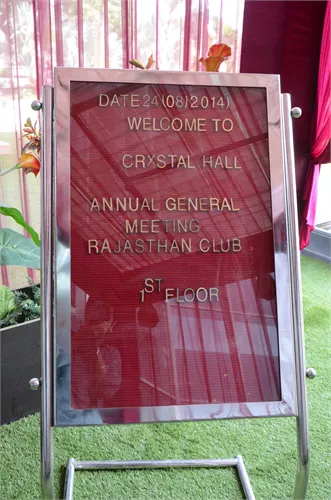 DATE 24(08)2014)
WELCOME TO
CRXSTAL HALL
ANNUAL GENERAL
MEETING
RAJASTHAN CLUB
1ST FLOOR